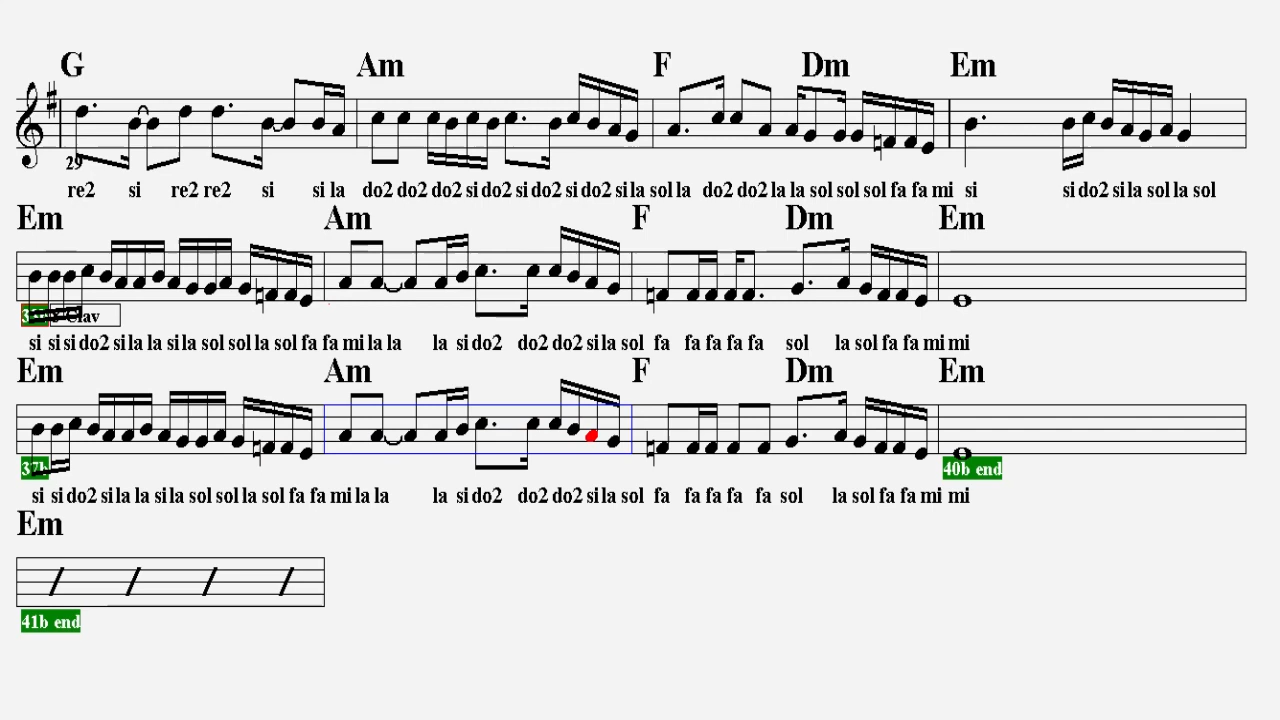 G Am F Dm Em
29
re2 si re2 re2 si si la do2 do2 do2 si do2 si do2 si do2 si la sol la do2 do2 la la sol sol sol fa fa mi si si do2 si la sol la sol
Em Am F Dm Em
Clav
si si si do2 si la la si la sol sol la sol fa fa mi la la la si do2 do2 do2 si la sol fa fa fa fa fa sol la sol fa fa mi mi
Em Am F Dm Em
37b 40b end
si si do2 si la la si la sol sol la sol fa fa mi la la la si do2 do2 do2 si la sol fa fa fa fa fa sol la sol fa fa mi mi
Em
41b end